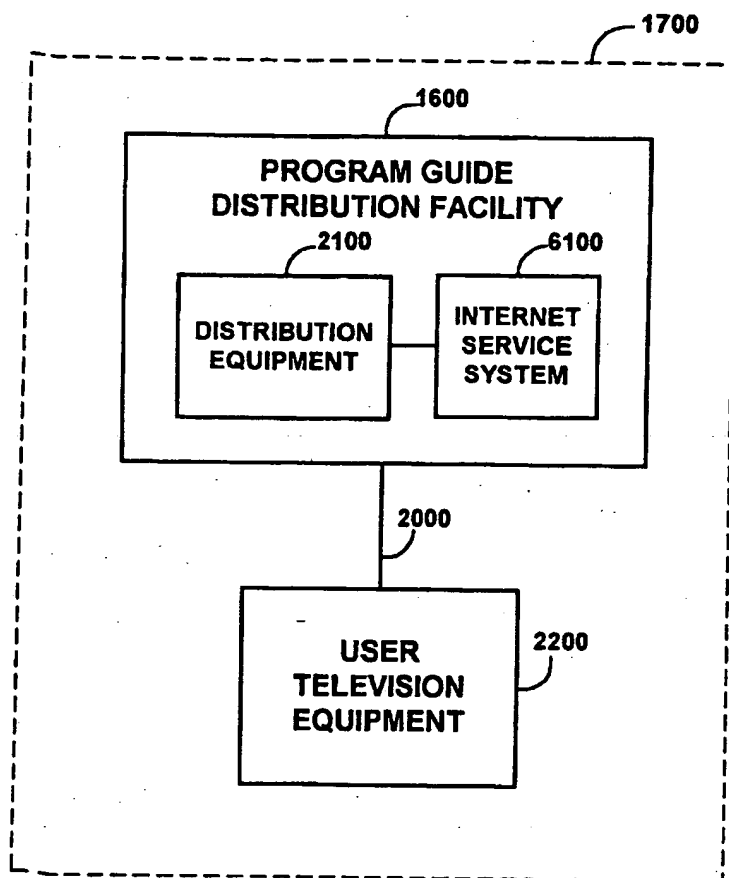 1700
1600
PROGRAM GUIDE
DISTRIBUTION FACILITY
2100
6100
DISTRIBUTION
EQUIPMENT
INTERNET
SERVICE
SYSTEM
2000
USER
TELEVISION
EQUIPMENT
2200